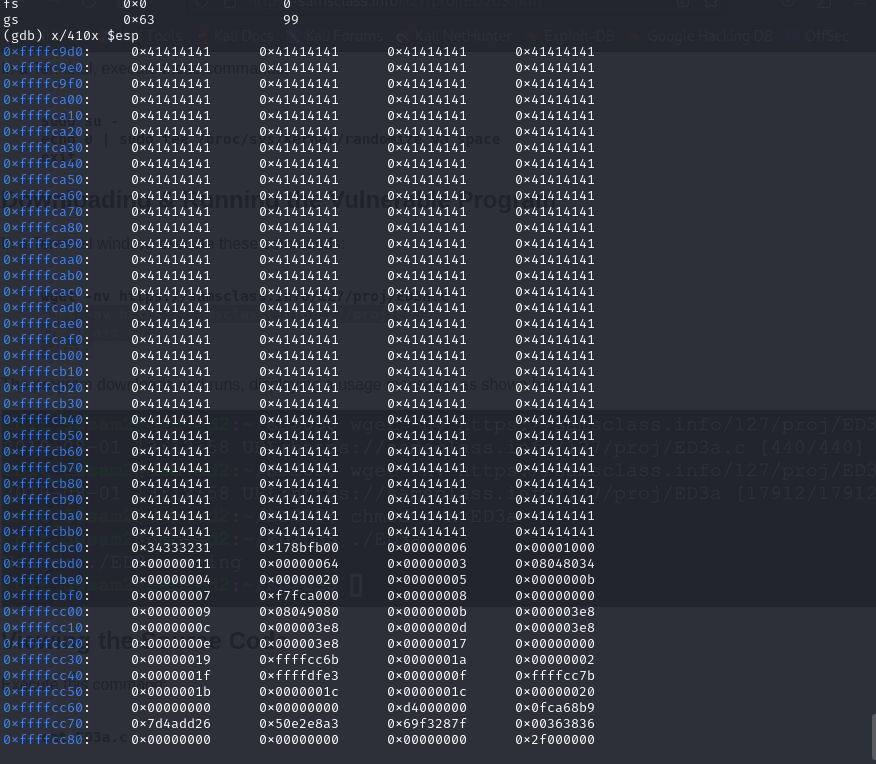 fs 0x0 0
gs 0x63 99
(gdb) x/410x $esp
0xffffc9d0: 0x41414141 0x41414141 0x41414141 0x41414141
0xffffc9e0: 0x41414141 0x41414141 0x41414141 0x41414141
0xffffc9f0: 0x41414141 0x41414141 0x41414141 0x41414141
0xffffca00: 0x41414141 0x41414141 0x41414141 0x41414141
0xffffca10: 0x41414141 0x41414141 0x41414141 0x41414141
0xffffca20: 0x41414141 0x41414141 0x41414141 0x41414141
0xffffca30: 0x41414141 0x41414141 0x41414141 0x41414141
0xffffca40: 0x41414141 0x41414141 0x41414141 0x41414141
0xffffca50: 0x41414141 0x41414141 0x41414141 0x41414141
0xffffca60: 0x41414141 0x41414141 0x41414141 0x41414141
0xffffca70: 0x41414141 0x41414141 0x41414141 0x41414141
0xffffca80: 0x41414141 0x41414141 0x41414141 0x41414141
0xffffca90: 0x41414141 0x41414141 0x41414141 0x41414141
0xffffcaa0: 0x41414141 0x41414141 0x41414141 0x41414141
0xffffcab0: 0x41414141 0x41414141 0x41414141 0x41414141
0xffffcac0: 0x41414141 0x41414141 0x41414141 0x41414141
0xffffcad0: 0x41414141 0x41414141 0x41414141 0x41414141
0xffffcae0: 0x41414141 0x41414141 0x41414141 0x41414141
0xffffcaf0: 0x41414141 0x41414141 0x41414141 0x41414141
0xffffcb00: 0x41414141 0x41414141 0x41414141 0x41414141
0xffffcb10: 0x41414141 0x41414141 0x41414141 0x41414141
0xffffcb20: 0x41414141 0x41414141 0x41414141 0x41414141
0xffffcb30: 0x41414141 0x41414141 0x41414141 0x41414141
0xffffcb40: 0x41414141 0x41414141 0x41414141 0x41414141
0xffffcb50: 0x41414141 0x41414141 0x41414141 0x41414141
0xffffcb60: 0x41414141 0x41414141 0x41414141 0x41414141
0xffffcb70: 0x41414141 0x41414141 0x41414141 0x41414141
0xffffcb80: 0x41414141 0x41414141 0x41414141 0x41414141
0xffffcb90: 0x41414141 0x41414141 0x41414141 0x41414141
0xffffcba0: 0x41414141 0x41414141 0x41414141 0x41414141
0xffffcbb0: 0x41414141 0x41414141 0x41414141 0x41414141
0xffffcbc0: 0x34333231 0x178bfb00 0x00000006 0x00001000
0xffffcbd0: 0x00000011 0x00000064 0x00000003 0x08048034
0xffffcbe0: 0x00000004 0x00000020 0x00000005 0x0000000b
0xffffcbf0: 0x00000007 0xf7fca000 0x00000008 0x00000000
0xffffcc00: 0x00000009 0x08049080 0x0000000b 0x000003e8
0xffffcc10: 0x0000000c 0x000003e8 0x0000000d 0x000003e8
0xffffcc20: 0x0000000e 0x000003e8 0x00000017 0x00000000
0xffffcc30: 0x00000019 0xffffcc6b 0x0000001a 0x00000002
0xffffcc40: 0x0000001f 0xffffdfe3 0x0000000f 0xffffcc7b
0xffffcc50: 0x0000001b 0x0000001c 0x0000001c 0x00000020
0xffffcc60: 0x00000000 0x00000000 0xd4000000 0x0fca68b9
0xffffcc70: 0x7d4add26 0x50e2e8a3 0x69f3287f 0x00363836
0xffffcc80: 0x00000000 0x00000000 0x00000000 0x2f000000